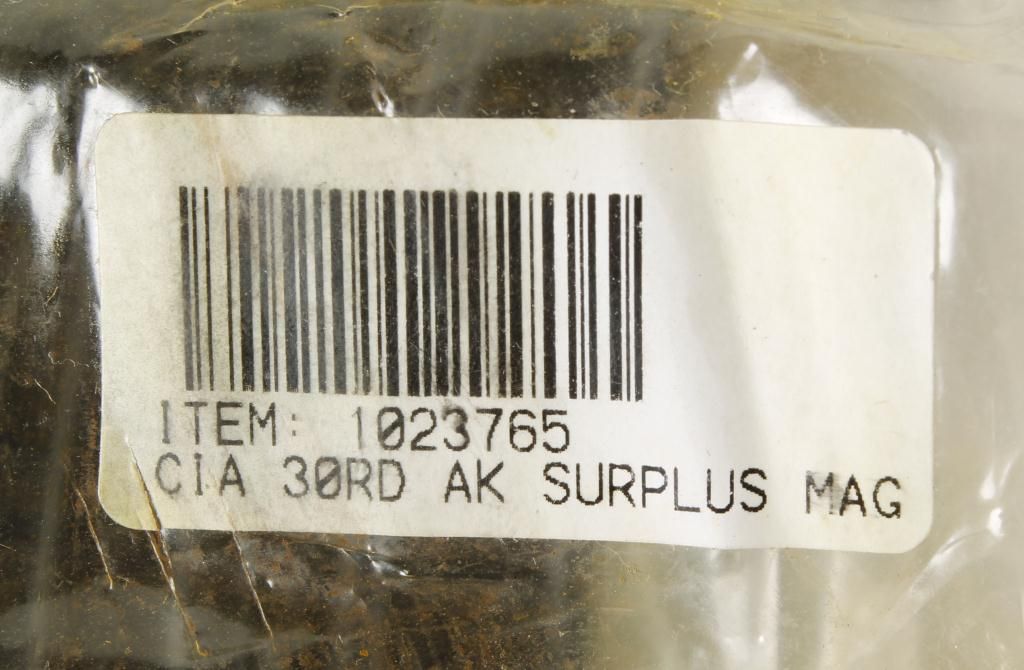 ITEM: 1023765
CIA 30RD AK SURPLUS MAG